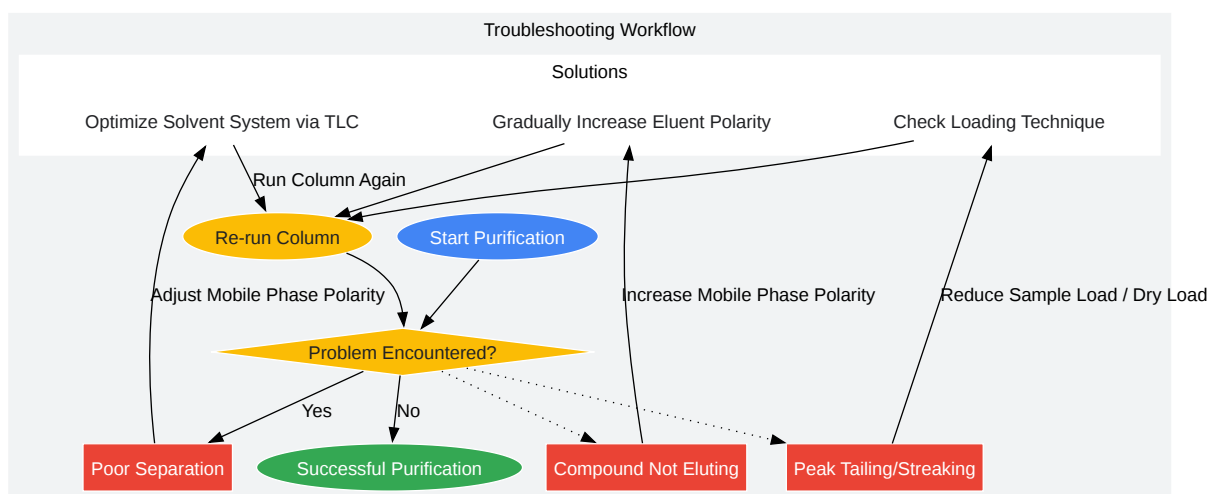 Troubleshooting Workflow
Solutions
Optimize Solvent System via TLC
Gradually Increase Eluent Polarity
Check Loading Technique
Run Column Again
Re-run Column
Start Purification
Adjust Mobile Phase Polarity
Increase Mobile Phase Polarity
Reduce Sample Load / Dry Load
Problem Encountered?
Yes
No
Poor Separation
Successful Purification
Compound Not Eluting
Peak Tailing/Streaking